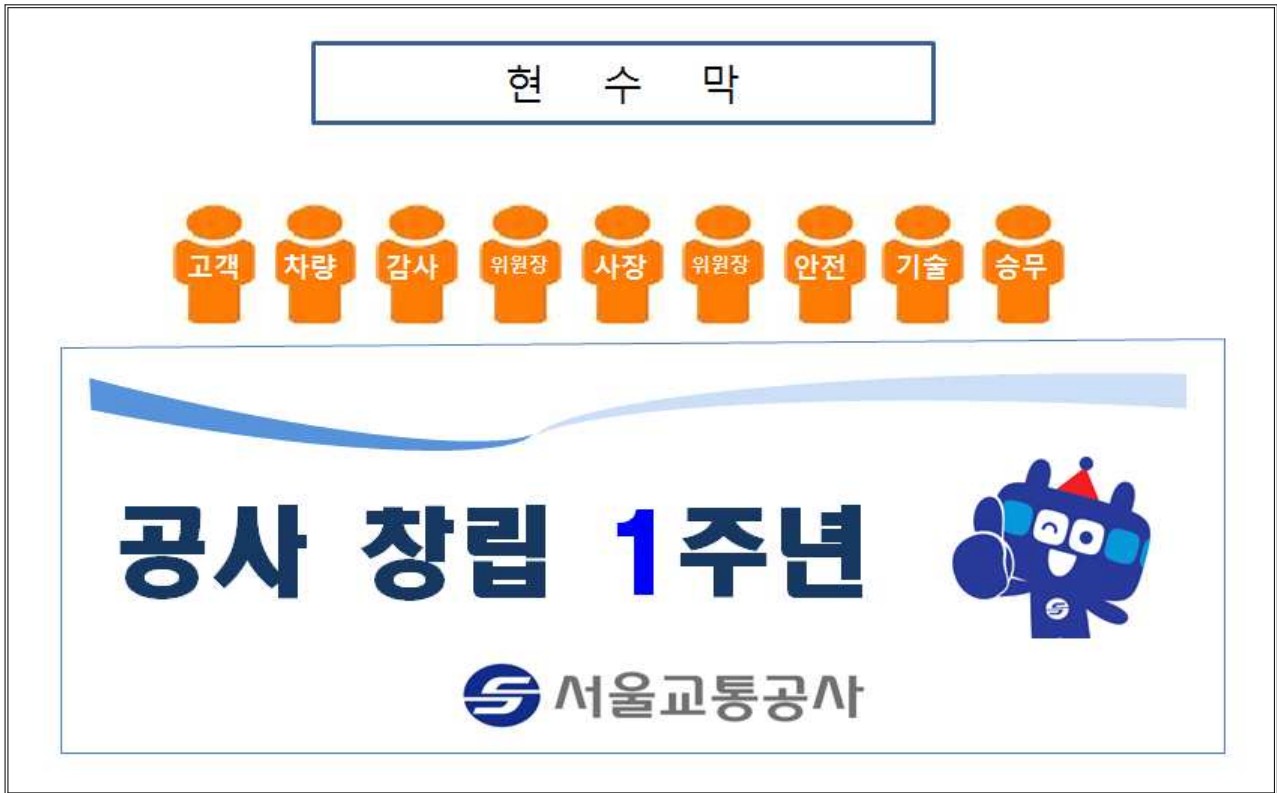 현 수 막
고객 차량 감사 위원장 사장 위원장 안전 기술 승무
공사 창립 1주년
서울교통공사